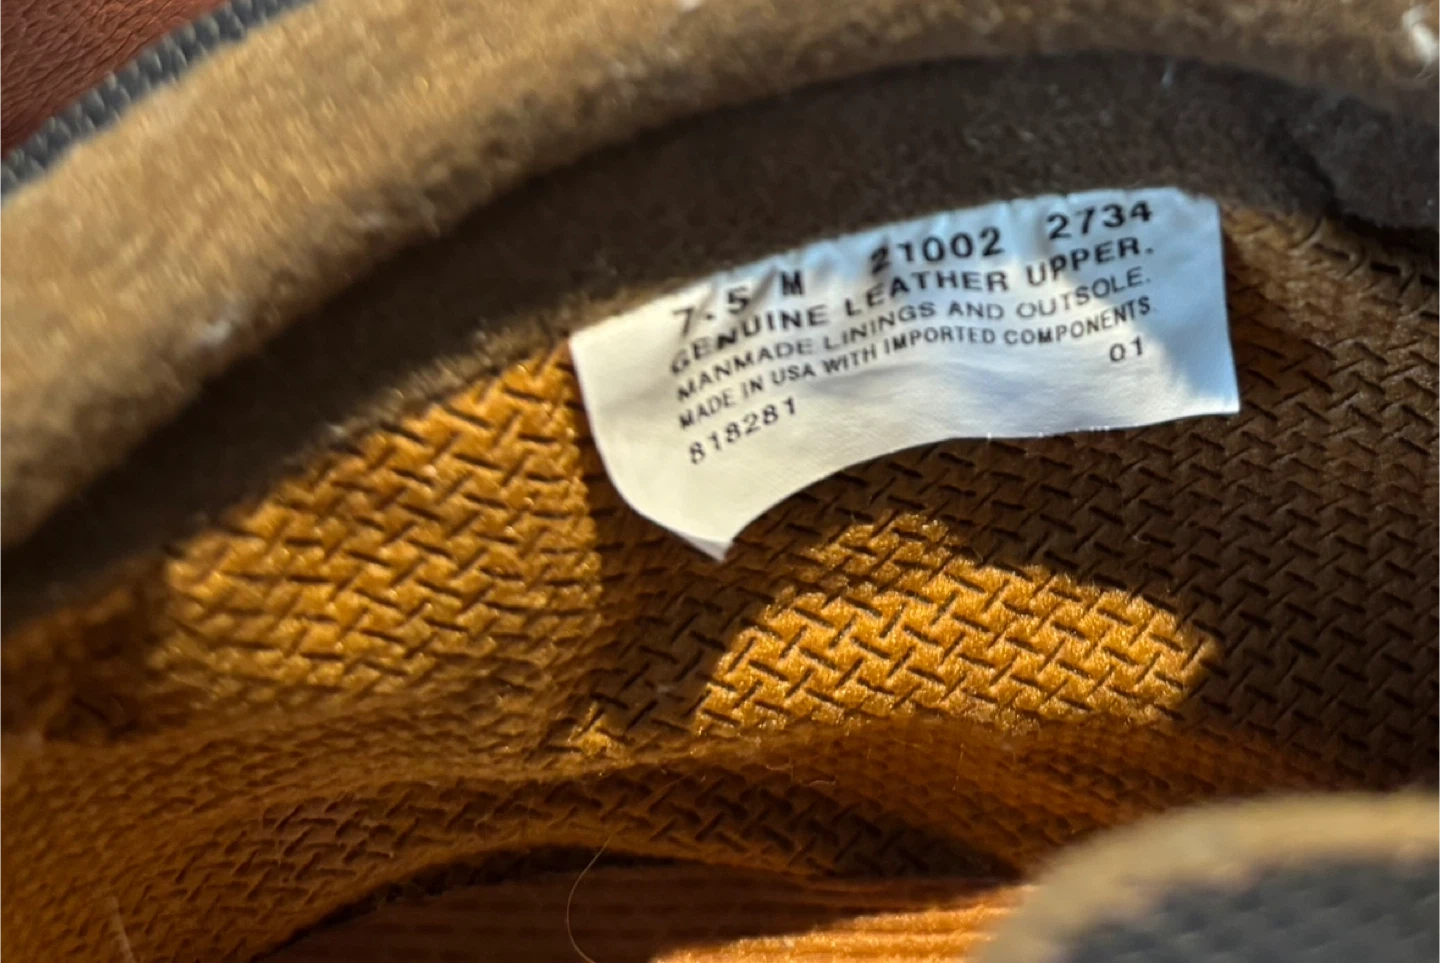 7.5 M 21002 2734
GENUINE LEATHER UPPER.
MANMADE LININGS AND OUTSOLE.
MADE IN USA WITH IMPORTED COMPONENTS.
01
818281